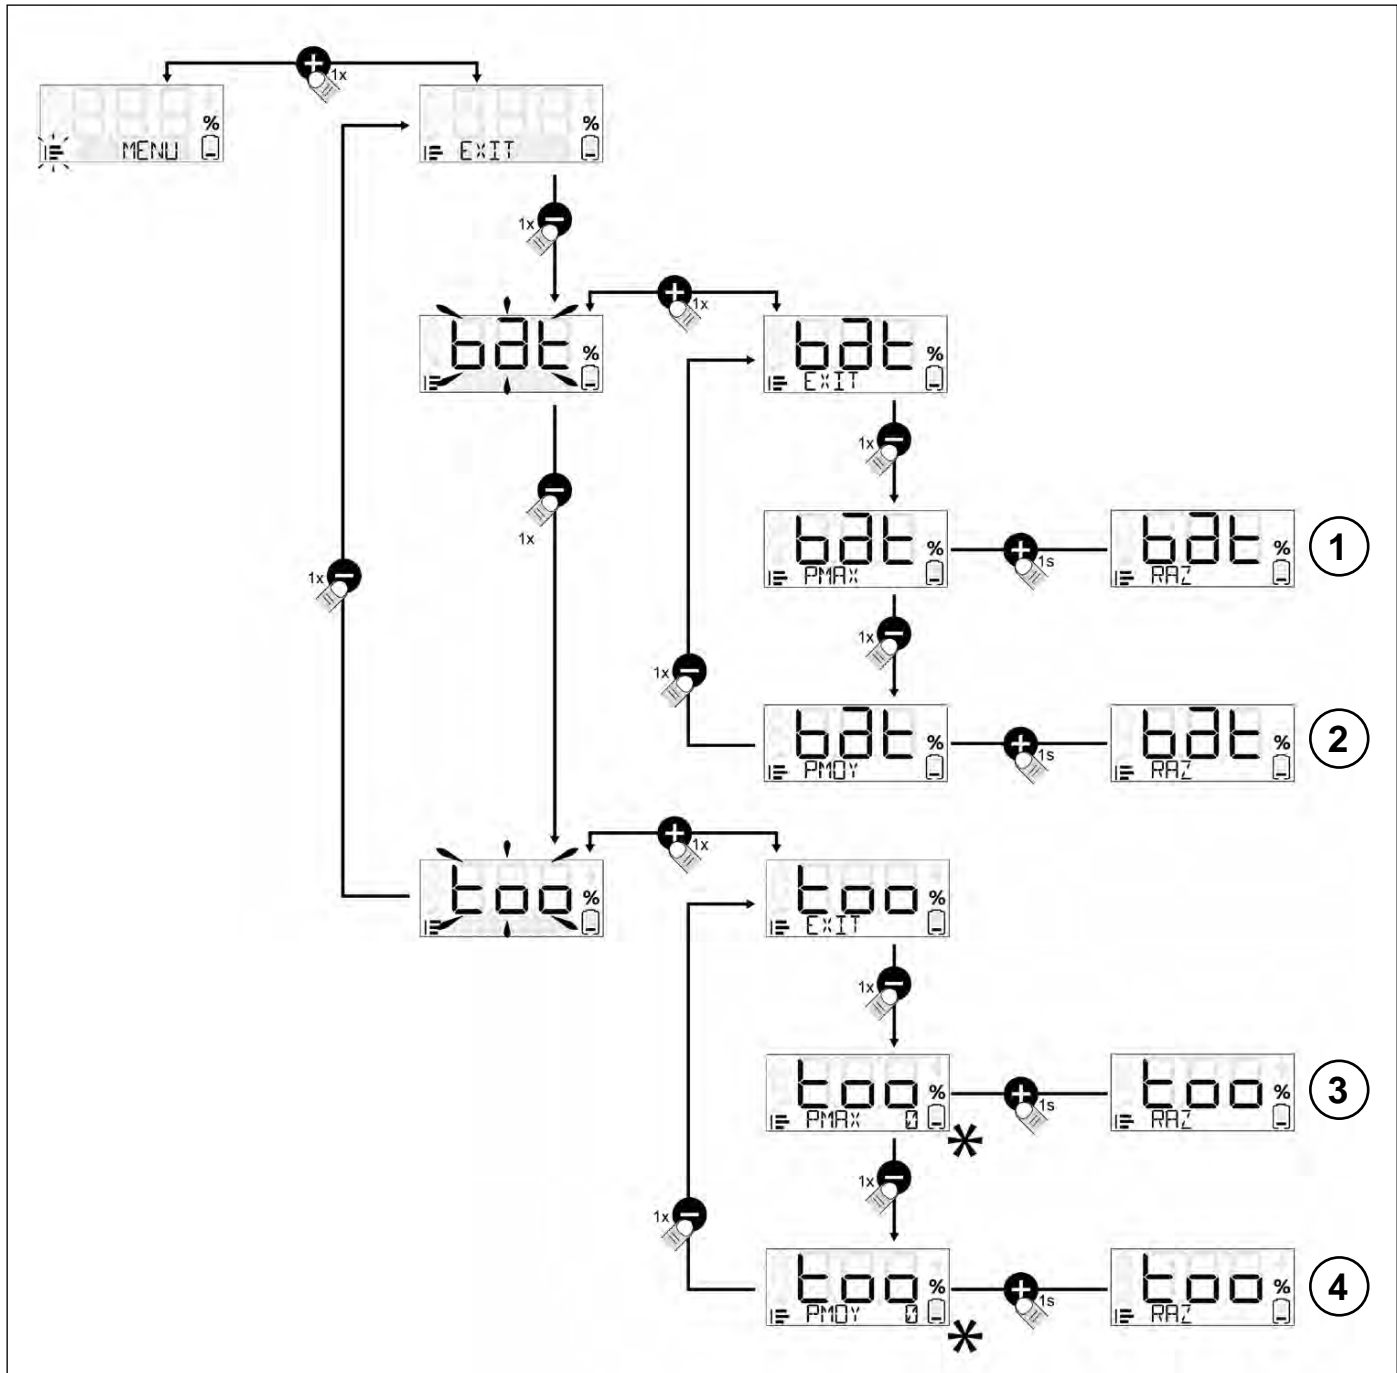 1x
%
MENU
%
EXIT
1x
1x
bat
%
bat
%
EXIT
1x
1x
bat
%
PMAX
1s
bat
%
RAZ
1
1x
1x
1x
bat
%
PMOY
1s
bat
%
RAZ
2
1x
too
%
too
%
EXIT
1x
too
%
PMAX 0
*
1s
too
%
RAZ
3
1x
1x
too
%
PMOY 0
*
1s
too
%
RAZ
4